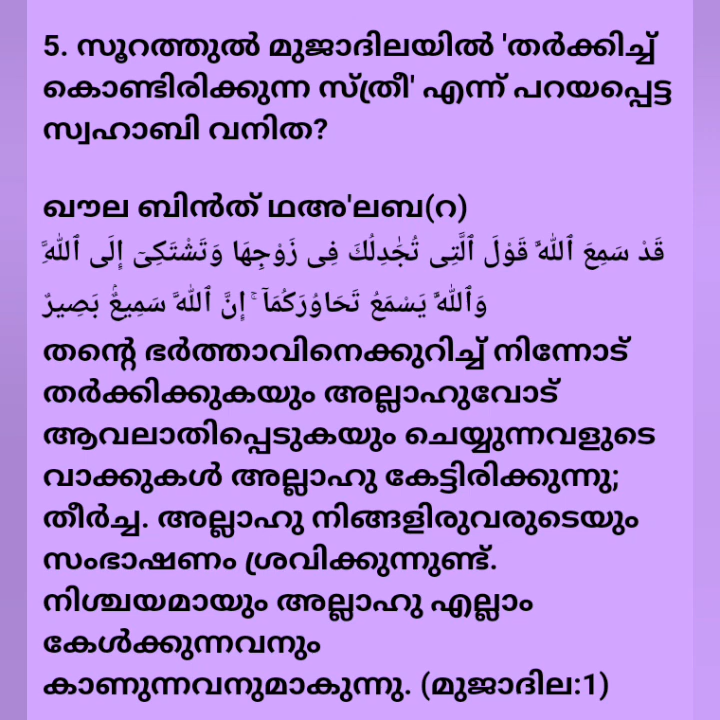 5. സൂറത്തുൽ മുജാദിലയിൽ 'തർക്കിച്ച്
കൊണ്ടിരിക്കുന്ന സ്ത്രീ' എന്ന് പറയപ്പെട്ട
സ്വഹാബി വനിത?
ഖൗല ബിൻത് ഥഅ'ലബ(റ)
قَدْ سَمِعَ ٱللَّهُ قَوْلَ ٱلَّتِى تُجَٰدِلُكَ فِى زَوْجِهَا وَتَشْتَكِىٓ إِلَى ٱللَّهِ
وَٱللَّهُ يَسْمَعُ تَحَاوُرَكُمَآ ۚ إِنَّ ٱللَّهَ سَمِيعٌۢ بَصِيرٌ
തന്റെ ഭർത്താവിനെക്കുറിച്ച് നിന്നോട്
തർക്കിക്കുകയും അല്ലാഹുവോട്
ആവലാതിപ്പെടുകയും ചെയ്യുന്നവളുടെ
വാക്കുകൾ അല്ലാഹു കേട്ടിരിക്കുന്നു;
തീർച്ച. അല്ലാഹു നിങ്ങളിരുവരുടെയും
സംഭാഷണം ശ്രവിക്കുന്നുണ്ട്.
നിശ്ചയമായും അല്ലാഹു എല്ലാം
കേൾക്കുന്നവനും
കാണുന്നവനുമാകുന്നു. (മുജാദില:1)